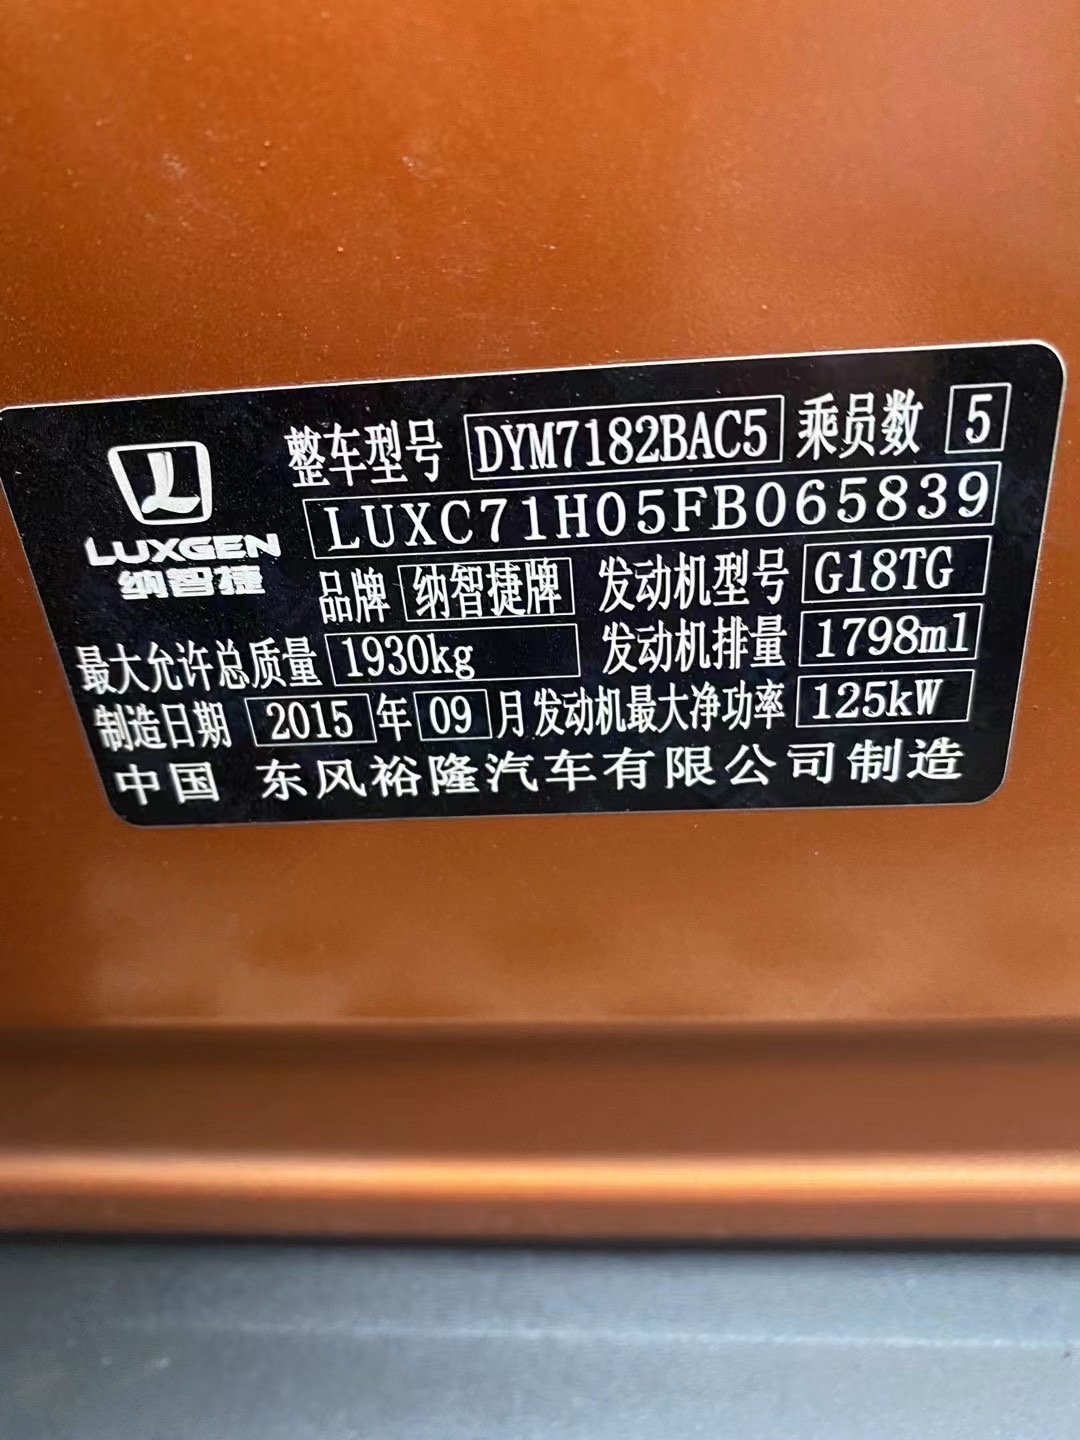 整车型号 DYM7182BAC5 乘员数 5
LUXC71H05FB065839
LUXGEN
纳智捷
品牌 纳智捷牌 发动机型号 G18TG
最大允许总质量 1930kg 发动机排量 1798ml
制造日期 2015 年 09 月 发动机最大净功率 125kW
中国 东风裕隆汽车有限公司制造